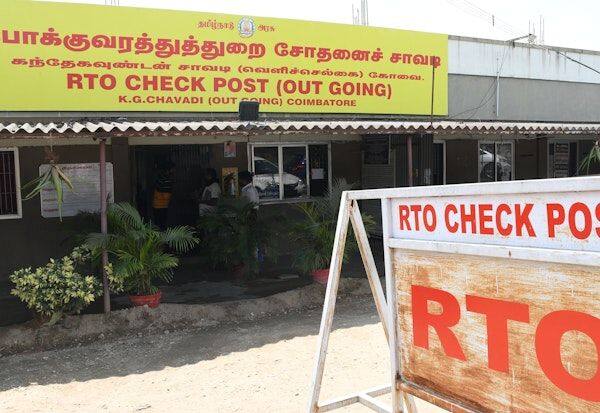 தமிழ்நாடு அரசு
போக்குவரத்துத்துறை சோதனைச் சாவடி
கந்தேகவுண்டன் சாவடி (வெளிச்செல்கை) கோவை.
RTO CHECK POST (OUT GOING)
K.G.CHAVADI (OUT GOING) COIMBATORE
RTO CHECK POS
RTO